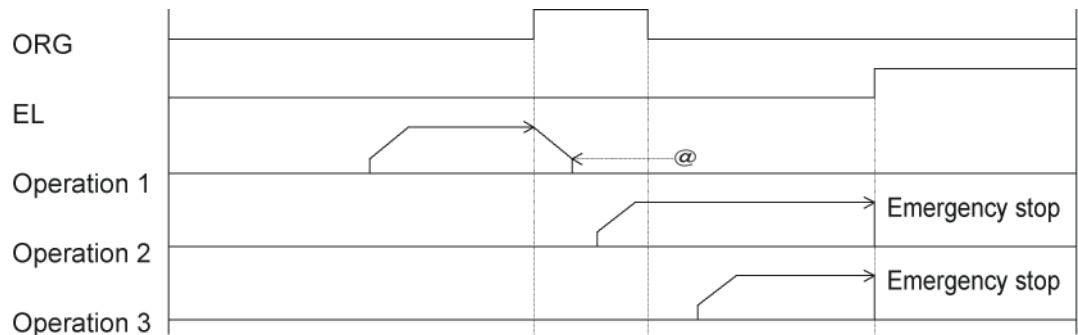 ORG
EL
@
Operation 1
Emergency stop
Operation 2
Emergency stop
Operation 3